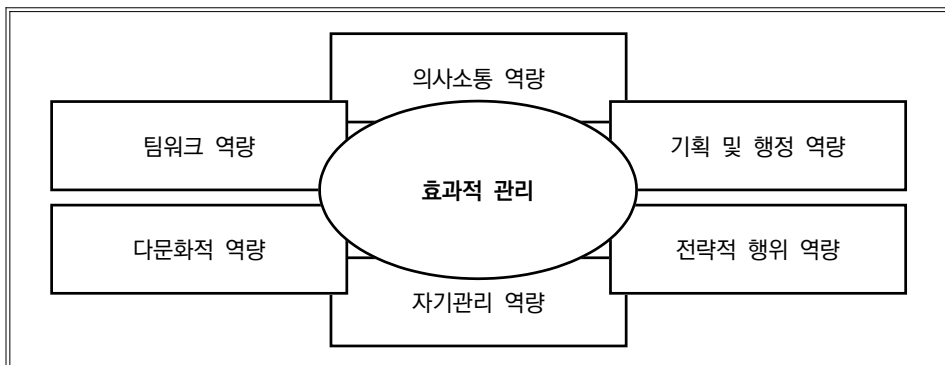 의사소통 역량
팀워크 역량
기획 및 행정 역량
효과적 관리
다문화적 역량
전략적 행위 역량
자기관리 역량